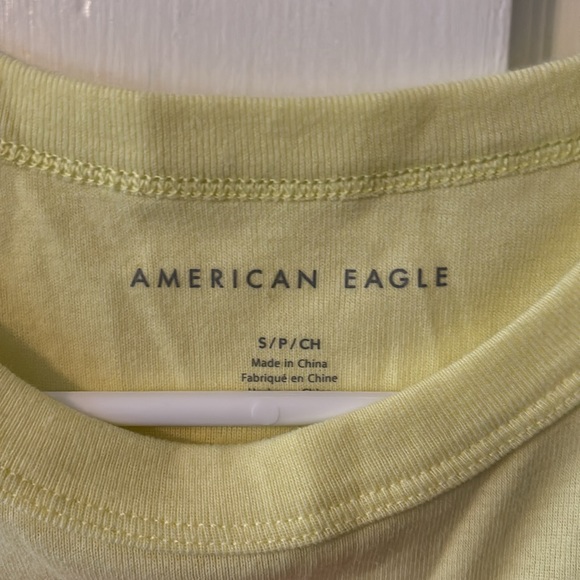 AMERICAN EAGLE
S/P/CH
Made in China
Fabriqué en Chine